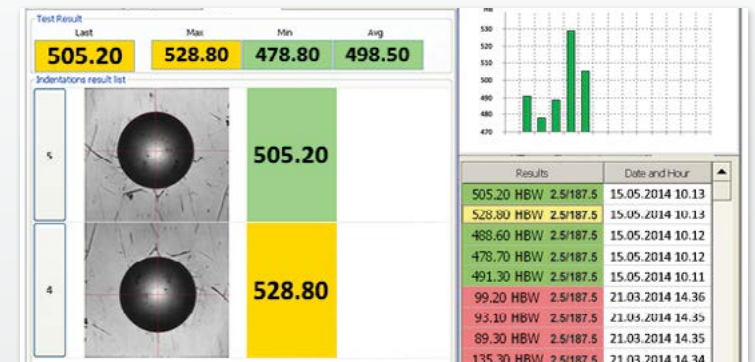 Test Result
Last Max Min Avg
505.20 528.80 478.80 498.50
Indentations result list
5
505.20
4
528.80
HB
530
520
510
500
490
480
470
Results Date and Hour
505.20 HBW 2.5/187.5 15.05.2014 10.13
528.80 HBW 2.5/187.5 15.05.2014 10.13
488.60 HBW 2.5/187.5 15.05.2014 10.12
478.70 HBW 2.5/187.5 15.05.2014 10.12
491.30 HBW 2.5/187.5 15.05.2014 10.11
99.20 HBW 2.5/187.5 21.03.2014 14.36
93.10 HBW 2.5/187.5 21.03.2014 14.35
89.30 HBW 2.5/187.5 21.03.2014 14.35
135.30 HBW 2.5/187.5 21.03.2014 14.34